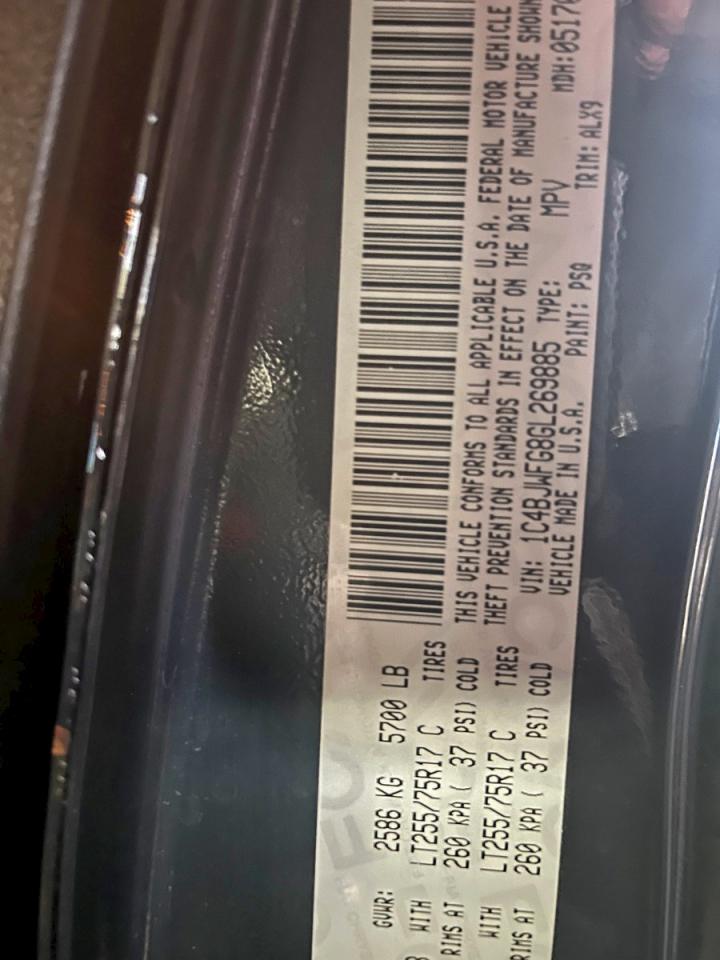 GVWR: 2586 KG 5700 LB
WITH LT255/75R17 C TIRES
RIMS AT 260 KPA ( 37 PSI) COLD
WITH LT255/75R17 C TIRES
RIMS AT 260 KPA ( 37 PSI) COLD
THIS VEHICLE CONFORMS TO ALL APPLICABLE U.S.A. FEDERAL MOTOR VEHICLE
THEFT PREVENTION STANDARDS IN EFFECT ON THE DATE OF MANUFACTURE SHOWN
VIN: 1C4BJWFG8GL269885 TYPE: MPV MDH:05170
VEHICLE MADE IN U.S.A. PAINT: PSQ TRIM: ALX9